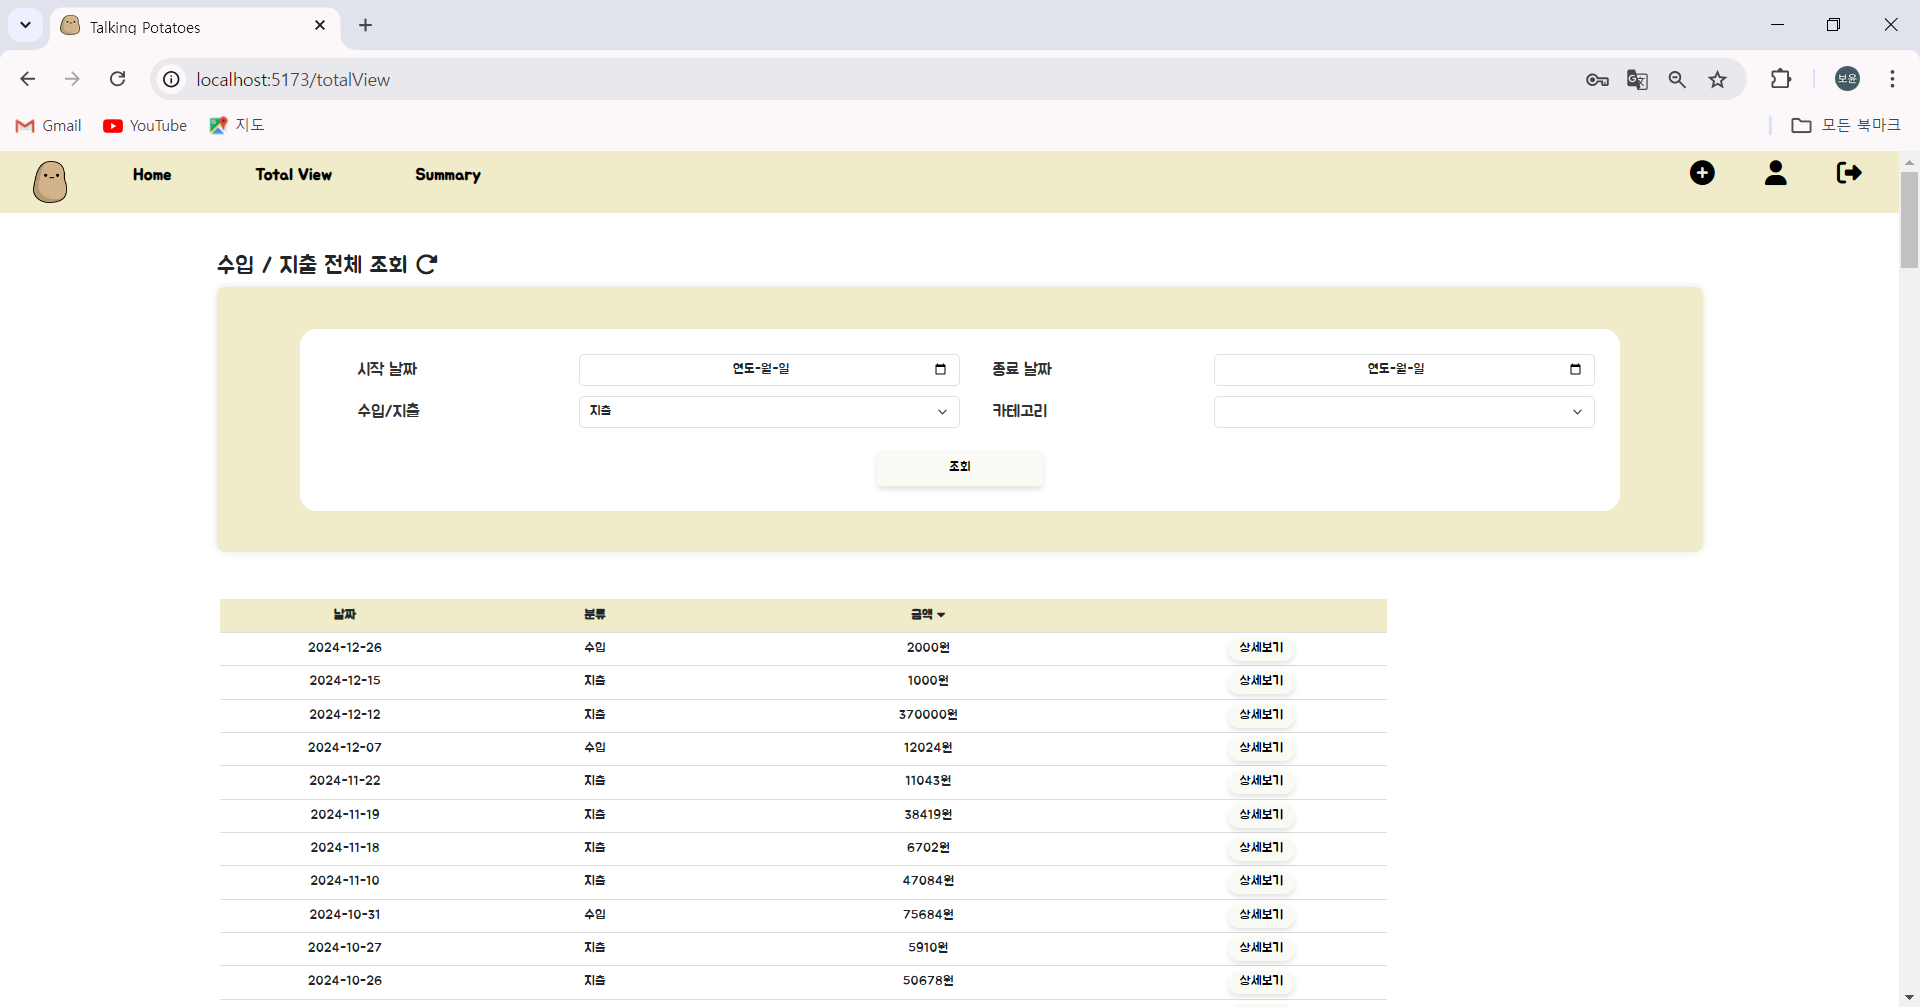 Talking Potatoes
localhost:5173/totalView
보윤
Gmail
YouTube
지도
모든 북마크
Home
Total View
Summary
수입 / 지출 전체 조회
시작 날짜
연도-월-일
종료 날짜
연도-월-일
수입/지출
지출
카테고리
조회
날짜 분류 금액
2024-12-26 수입 2000원 상세보기
2024-12-15 지출 1000원 상세보기
2024-12-12 지출 370000원 상세보기
2024-12-07 수입 12024원 상세보기
2024-11-22 지출 11043원 상세보기
2024-11-19 지출 38419원 상세보기
2024-11-18 지출 6702원 상세보기
2024-11-10 지출 47084원 상세보기
2024-10-31 수입 75684원 상세보기
2024-10-27 지출 5910원 상세보기
2024-10-26 지출 50678원 상세보기